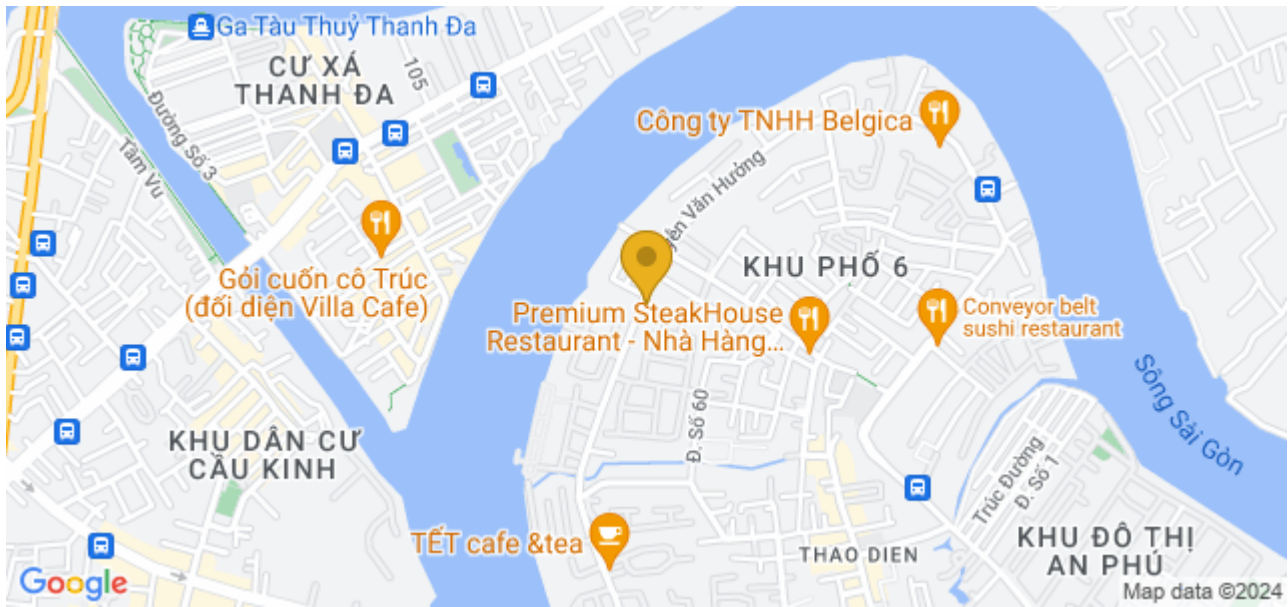 Ga Tàu Thuỷ Thanh Đa
CƯ XÁ
THANH ĐA
105
Đường Số 3
Tầm Vu
Công ty TNHH Belgica
Nguyễn Văn Hưởng
KHU PHỐ 6
Gỏi cuốn cô Trúc
(đối diện Villa Cafe)
Premium SteakHouse
Restaurant - Nhà Hàng...
Conveyor belt
sushi restaurant
Sông Sài Gòn
Đ. Số 60
KHU DÂN CƯ
CẦU KINH
Trúc Đường
Đ. Số 1
TẾT cafe &tea
THAO DIEN
KHU ĐÔ THỊ
AN PHÚ
Google
Map data ©2024